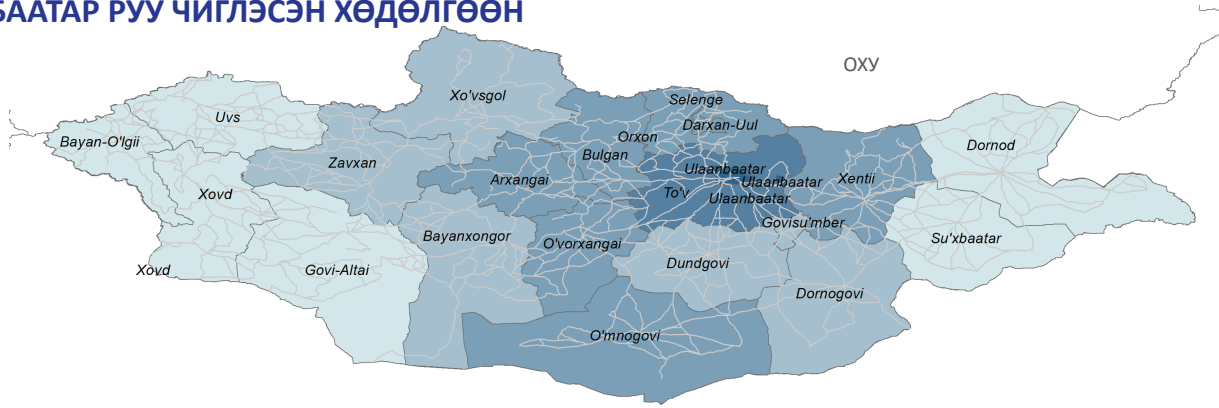 БААТАР РУУ ЧИГЛЭСЭН ХӨДӨЛГӨӨН
ОХУ
Xo'vsgol
Selenge
Uvs
Darxan-Uul
Orxon
Bayan-O'lgii
Dornod
Bulgan
Zavxan
Ulaanbaatar
Arxangai
Xentii
Ulaanbaatar
Xovd
To'v
Ulaanbaatar
Govisu'mber
Bayanxongor
O'vorxangai
Su'xbaatar
Dundgovi
Xovd
Govi-Altai
Dornogovi
O'mnogovi